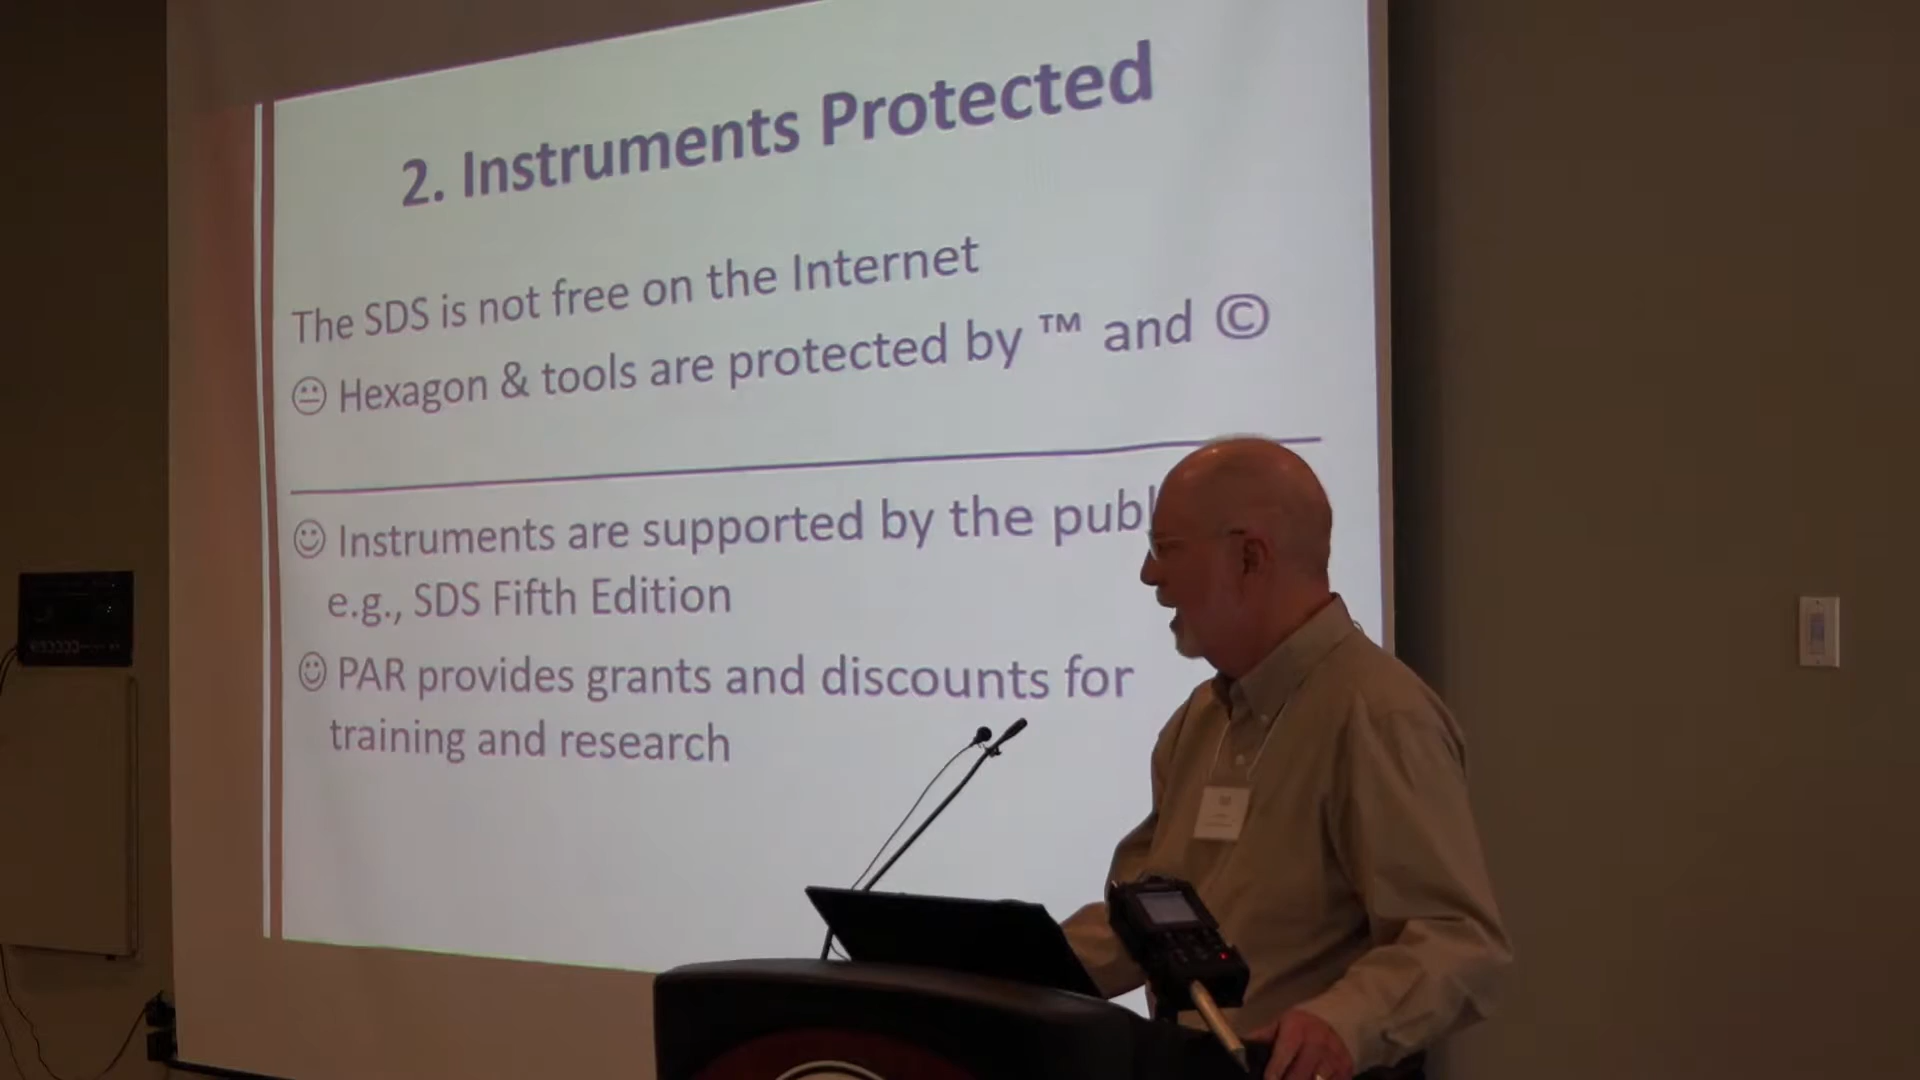 2. Instruments Protected
The SDS is not free on the Internet
😐 Hexagon & tools are protected by ™ and ©
☺ Instruments are supported by the
e.g., SDS Fifth Edition
☺ PAR provides grants and discounts for
training and research